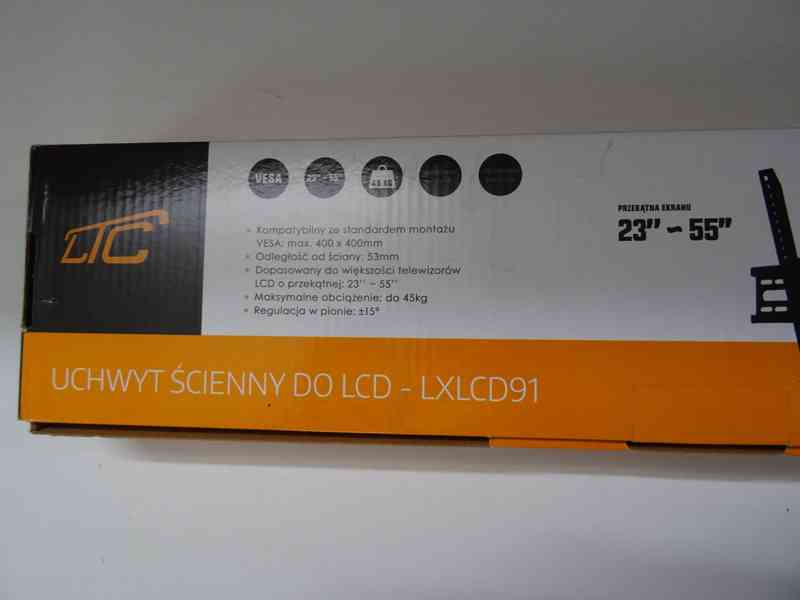 LTC
VESA 23"~55" 45 KG
• Kompatybilny ze standardem montażu
VESA: max. 400 x 400mm
• Odległość od ściany: 53mm
• Dopasowany do większości telewizorów
LCD o przekątnej: 23'' ~ 55''
• Maksymalne obciążenie: do 45kg
• Regulacja w pionie: ±15°
PRZEKĄTNA EKRANU
23" ~ 55"
UCHWYT ŚCIENNY DO LCD - LXLCD91